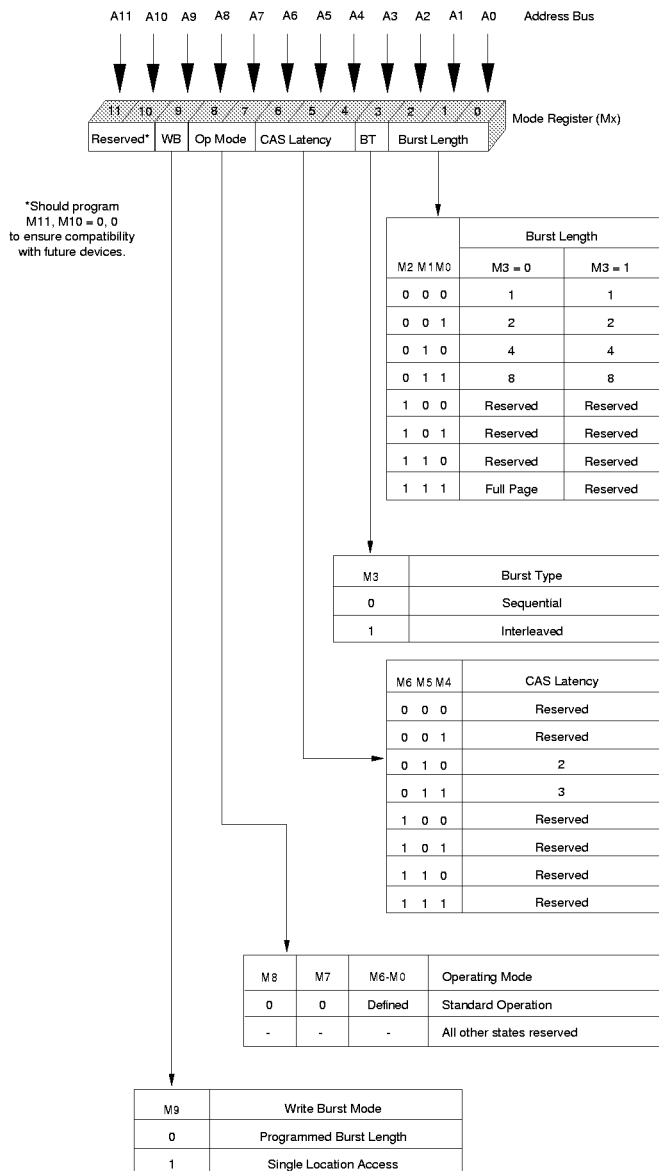 A11 A10 A9 A8 A7 A6 A5 A4 A3 A2 A1 A0 Address Bus
11 10 9 8 7 6 5 4 3 2 1 0 Mode Register (Mx)
Reserved* WB Op Mode CAS Latency BT Burst Length
*Should program
M11, M10 = 0, 0
to ensure compatibility
with future devices.
Burst Length
M2 M1 M0 M3 = 0 M3 = 1
0 0 0 1 1
0 0 1 2 2
0 1 0 4 4
0 1 1 8 8
1 0 0 Reserved Reserved
1 0 1 Reserved Reserved
1 1 0 Reserved Reserved
1 1 1 Full Page Reserved
M3 Burst Type
0 Sequential
1 Interleaved
M6 M5 M4 CAS Latency
0 0 0 Reserved
0 0 1 Reserved
0 1 0 2
0 1 1 3
1 0 0 Reserved
1 0 1 Reserved
1 1 0 Reserved
1 1 1 Reserved
M8 M7 M6-M0 Operating Mode
0 0 Defined Standard Operation
- - - All other states reserved
M9 Write Burst Mode
0 Programmed Burst Length
1 Single Location Access